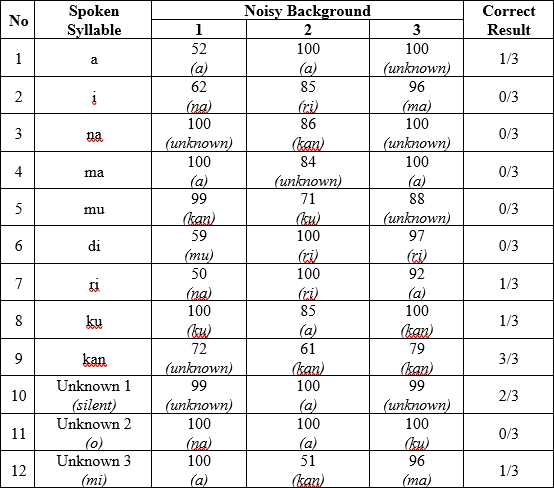 No Spoken Syllable Noisy Background Correct Result
1 2 3
1 a 52 (a) 100 (a) 100 (unknown) 1/3
2 i 62 (na) 85 (ri) 96 (ma) 0/3
3 na 100 (unknown) 86 (kan) 100 (unknown) 0/3
4 ma 100 (a) 84 (unknown) 100 (a) 0/3
5 mu 99 (kan) 71 (ku) 88 (unknown) 0/3
6 di 59 (mu) 100 (ri) 97 (ri) 0/3
7 ri 50 (na) 100 (ri) 92 (a) 1/3
8 ku 100 (ku) 85 (a) 100 (kan) 1/3
9 kan 72 (unknown) 61 (kan) 79 (kan) 3/3
10 Unknown 1 (silent) 99 (unknown) 100 (a) 99 (unknown) 2/3
11 Unknown 2 (o) 100 (na) 100 (a) 100 (ku) 0/3
12 Unknown 3 (mi) 100 (a) 51 (kan) 96 (ma) 1/3